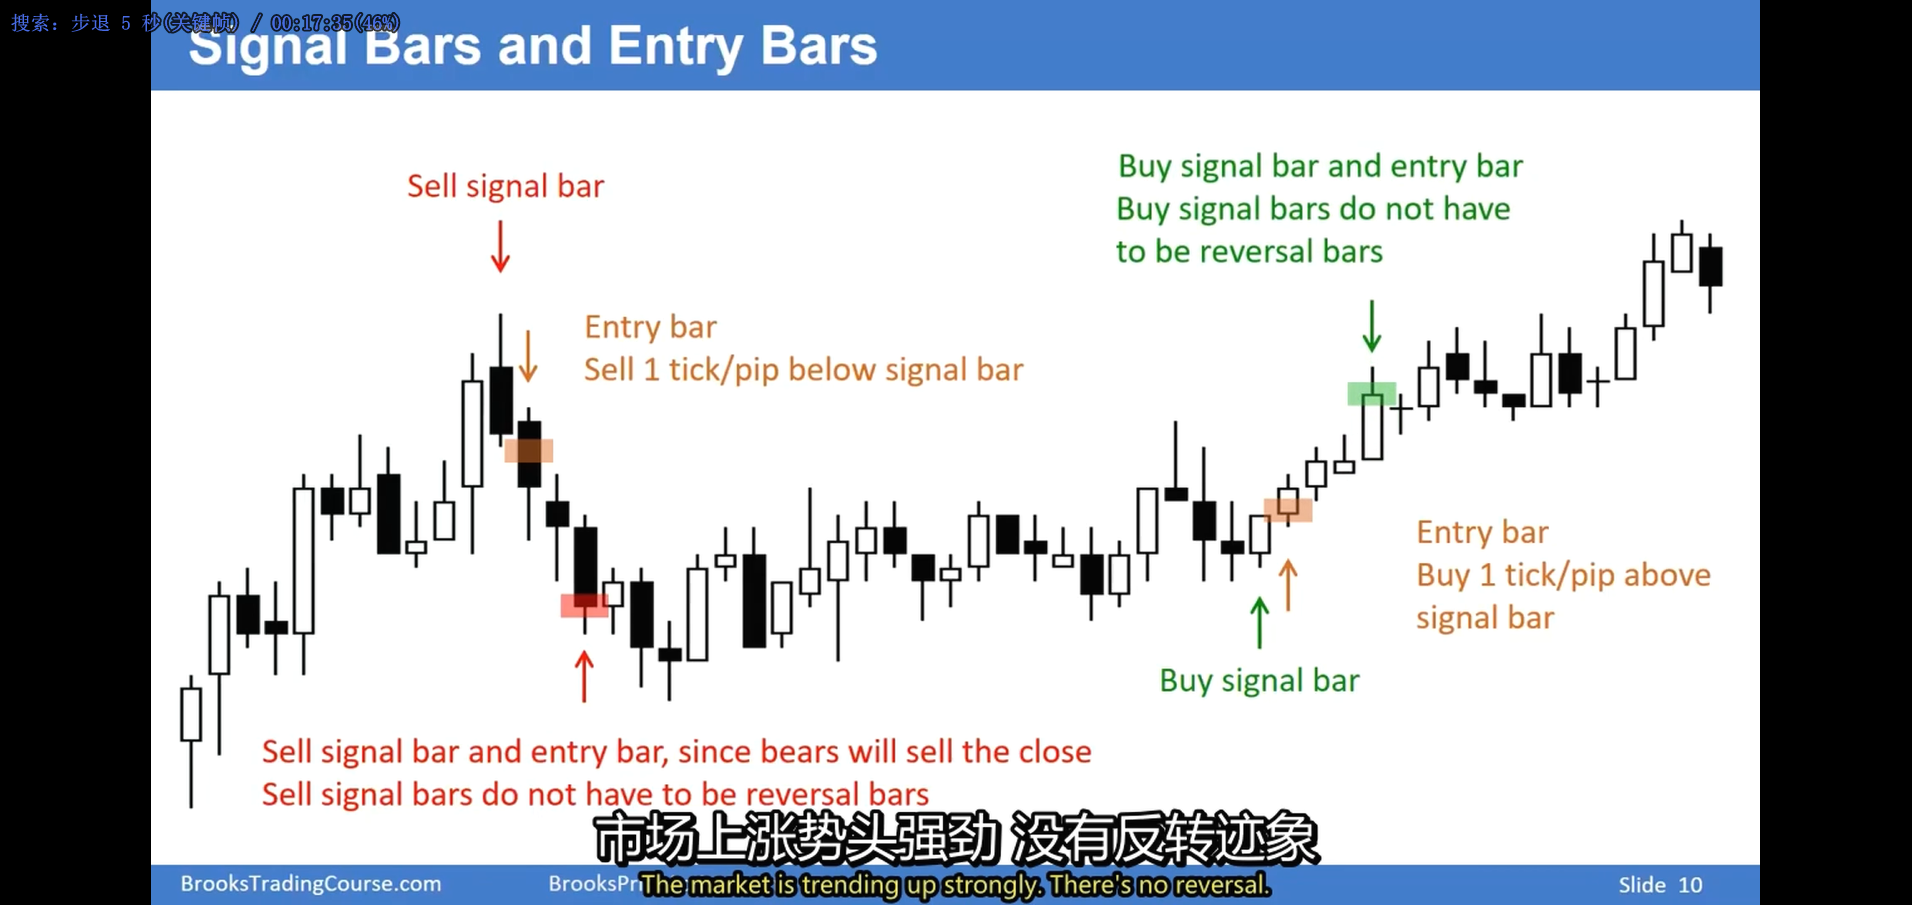 搜索: 步退 5 秒(关键帧) / 00:17:35(46%)
Signal Bars and Entry Bars
Sell signal bar
Entry bar
Sell 1 tick/pip below signal bar
Buy signal bar and entry bar
Buy signal bars do not have
to be reversal bars
Entry bar
Buy 1 tick/pip above
signal bar
Buy signal bar
Sell signal bar and entry bar, since bears will sell the close
Sell signal bars do not have to be reversal bars
市场上涨势头强劲 没有反转迹象
The market is trending up strongly. There's no reversal.
BrooksTradingCourse.com
Slide 10